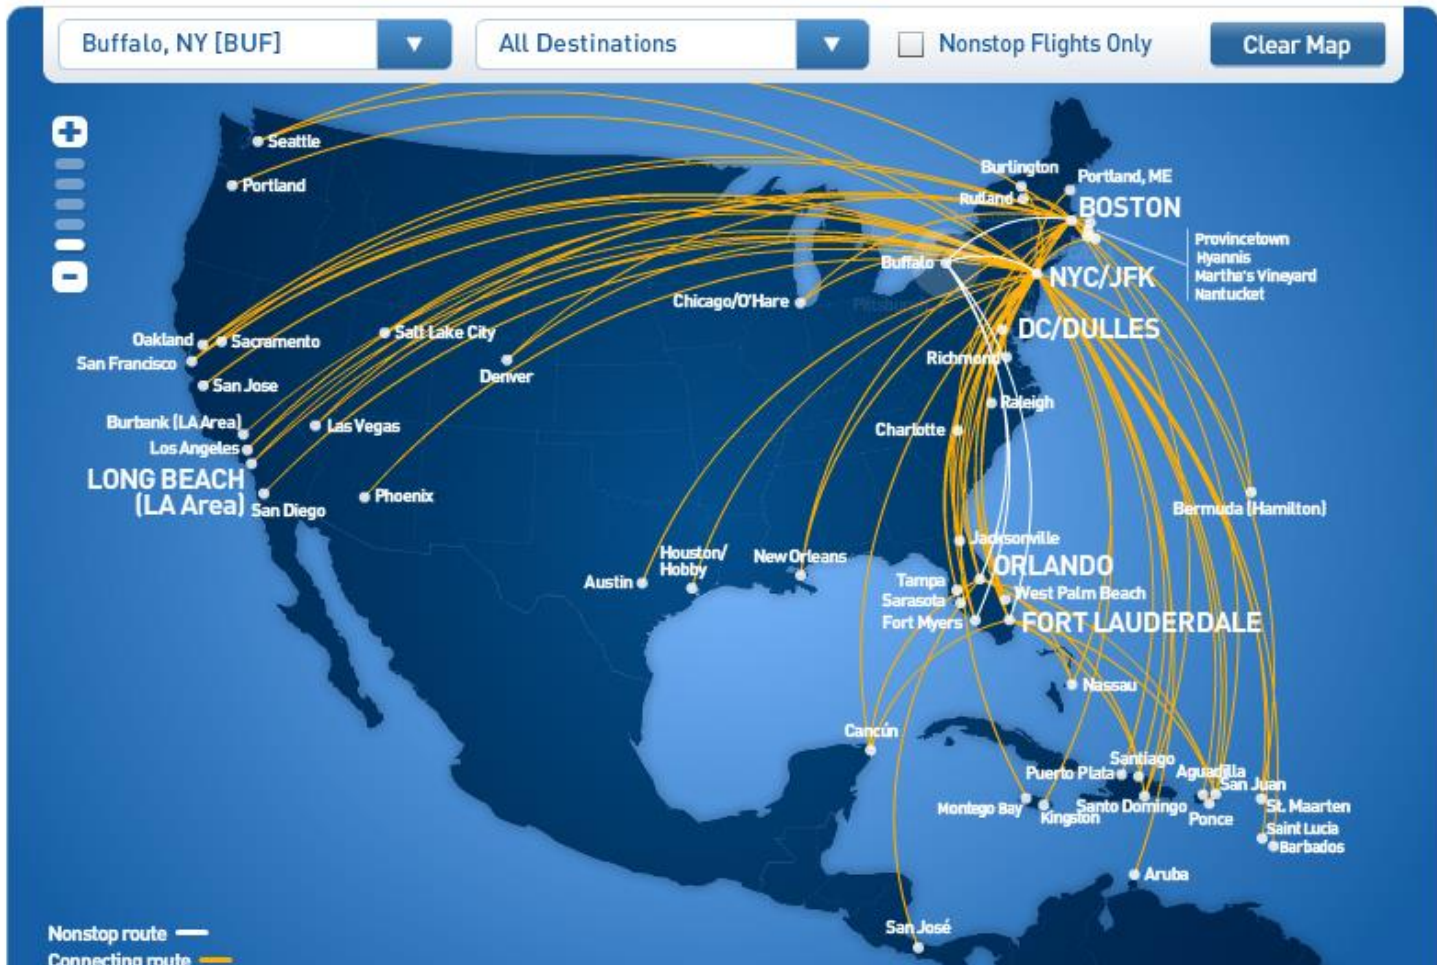 Buffalo, NY [BUF]
All Destinations
Nonstop Flights Only
Clear Map
Seattle
Portland
Burlington
Portland, ME
Rutland
BOSTON
Provincetown
Hyannis
Martha's Vineyard
Nantucket
Buffalo
NYC/JFK
Chicago/O'Hare
Pittsburgh
DC/DULLES
Oakland
Sacramento
Salt Lake City
San Francisco
Richmond
Denver
San Jose
Raleigh
Burbank (LA Area)
Las Vegas
Charlotte
Los Angeles
LONG BEACH
(LA Area)
San Diego
Phoenix
Bermuda (Hamilton)
Jacksonville
Houston/
Hobby
New Orleans
ORLANDO
Austin
Tampa
West Palm Beach
Sarasota
Fort Myers
FORT LAUDERDALE
Nassau
Cancún
Santiago
Puerto Plata
Aguadilla
San Juan
Montego Bay
Kingston
Santo Domingo
Ponce
St. Maarten
Saint Lucia
Barbados
Aruba
San José
Nonstop route
Connecting route